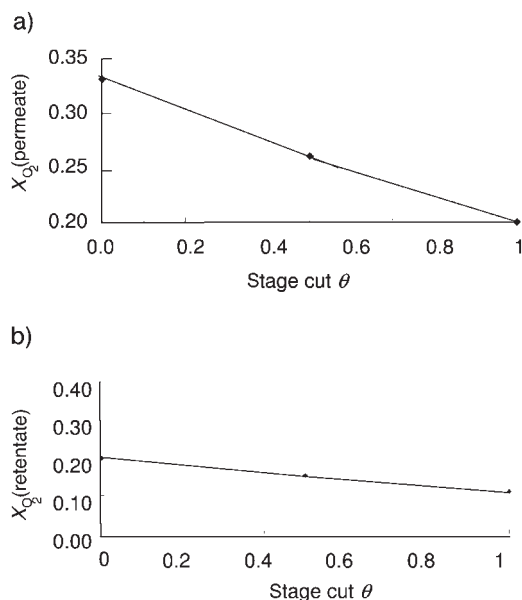 a)
0.35
0.30
0.25
0.20
X_O2 (permeate)
0.0 0.2 0.4 0.6 0.8 1
Stage cut θ
b)
0.40
0.30
0.20
0.10
0.00
X_O2 (retentate)
0 0.2 0.4 0.6 0.8 1
Stage cut θ